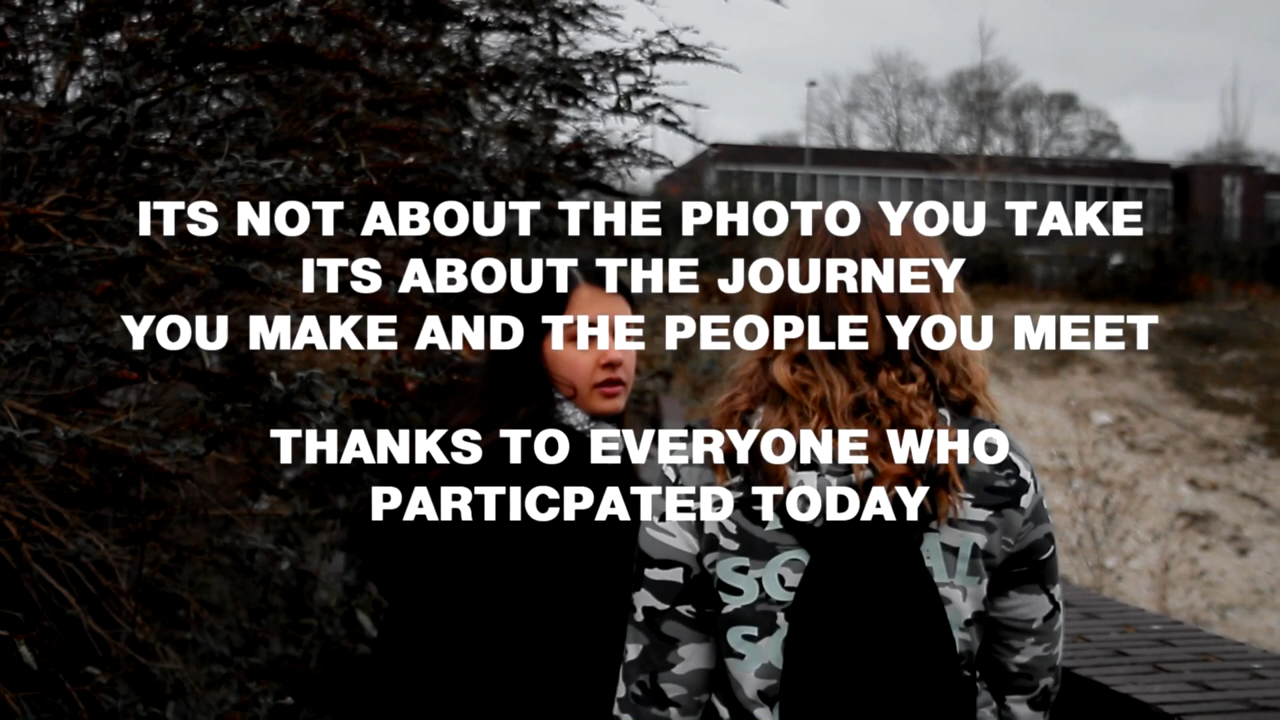 ITS NOT ABOUT THE PHOTO YOU TAKE
ITS ABOUT THE JOURNEY
YOU MAKE AND THE PEOPLE YOU MEET
THANKS TO EVERYONE WHO
PARTICPATED TODAY